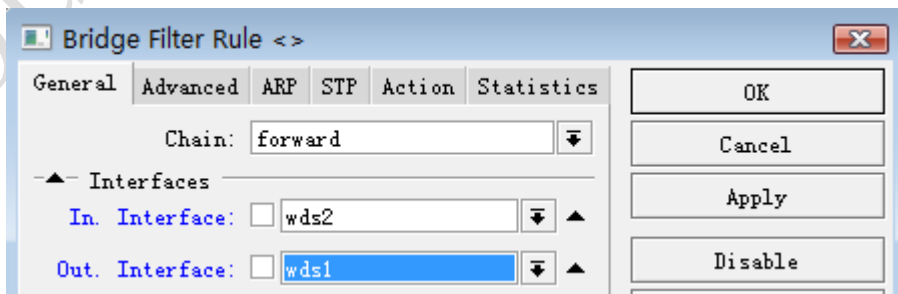 Bridge Filter Rule <>
General Advanced ARP STP Action Statistics
OK
Chain: forward
Cancel
Interfaces
Apply
In. Interface: wds2
Out. Interface: wds1
Disable